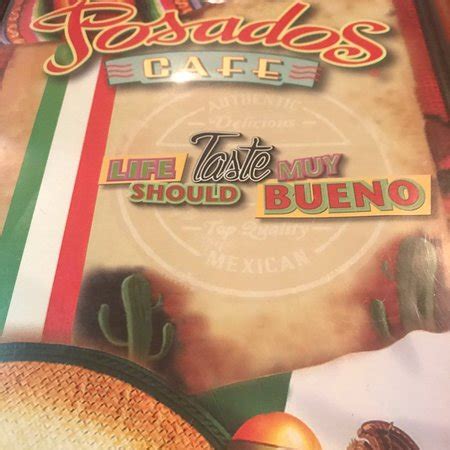 Posados
CAFE
AUTHENTIC
Delicious
LIFE Taste MUY
SHOULD BUENO
Top Quality
MEXICAN